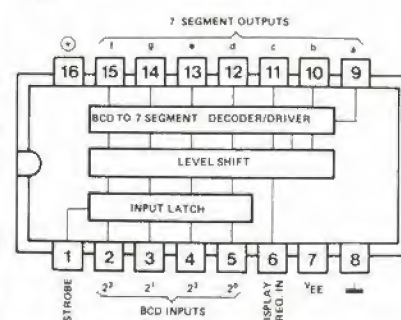 7 SEGMENT OUTPUTS
+ f g e d c b a
16 15 14 13 12 11 10 9
BCD TO 7 SEGMENT DECODER/DRIVER
LEVEL SHIFT
INPUT LATCH
1 2 3 4 5 6 7 8
STROBE
2² 2¹ 2³ 2⁰
BCD INPUTS
ISPLAY
REQ. IN
VEE